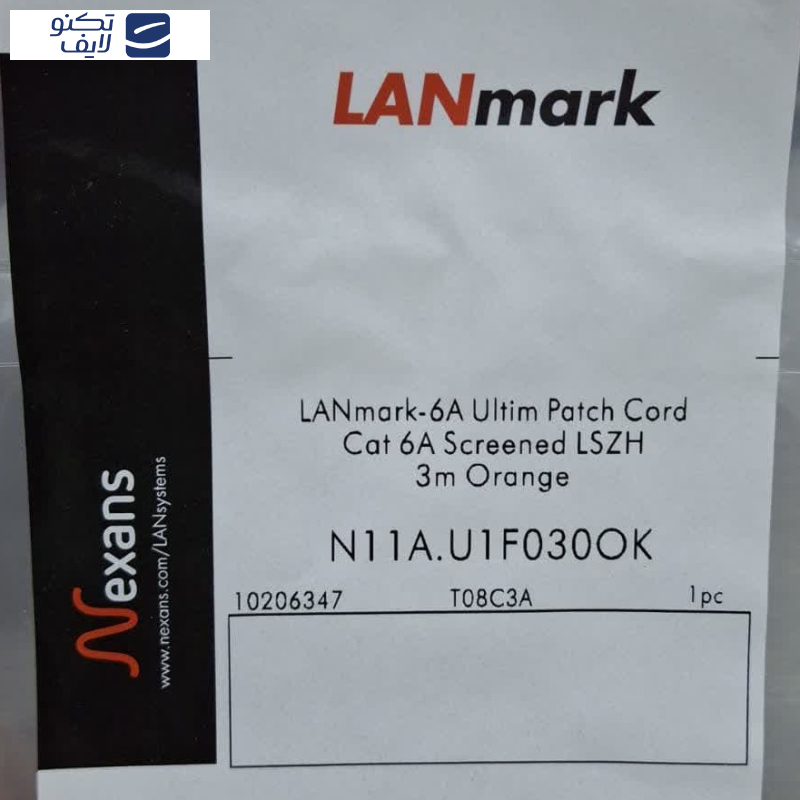 تکنو
لایف
LANmark
LANmark-6A Ultim Patch Cord
Cat 6A Screened LSZH
3m Orange
N11A.U1F030OK
10206347 T08C3A 1pc
Nexans
www.nexans.com/LANsystems